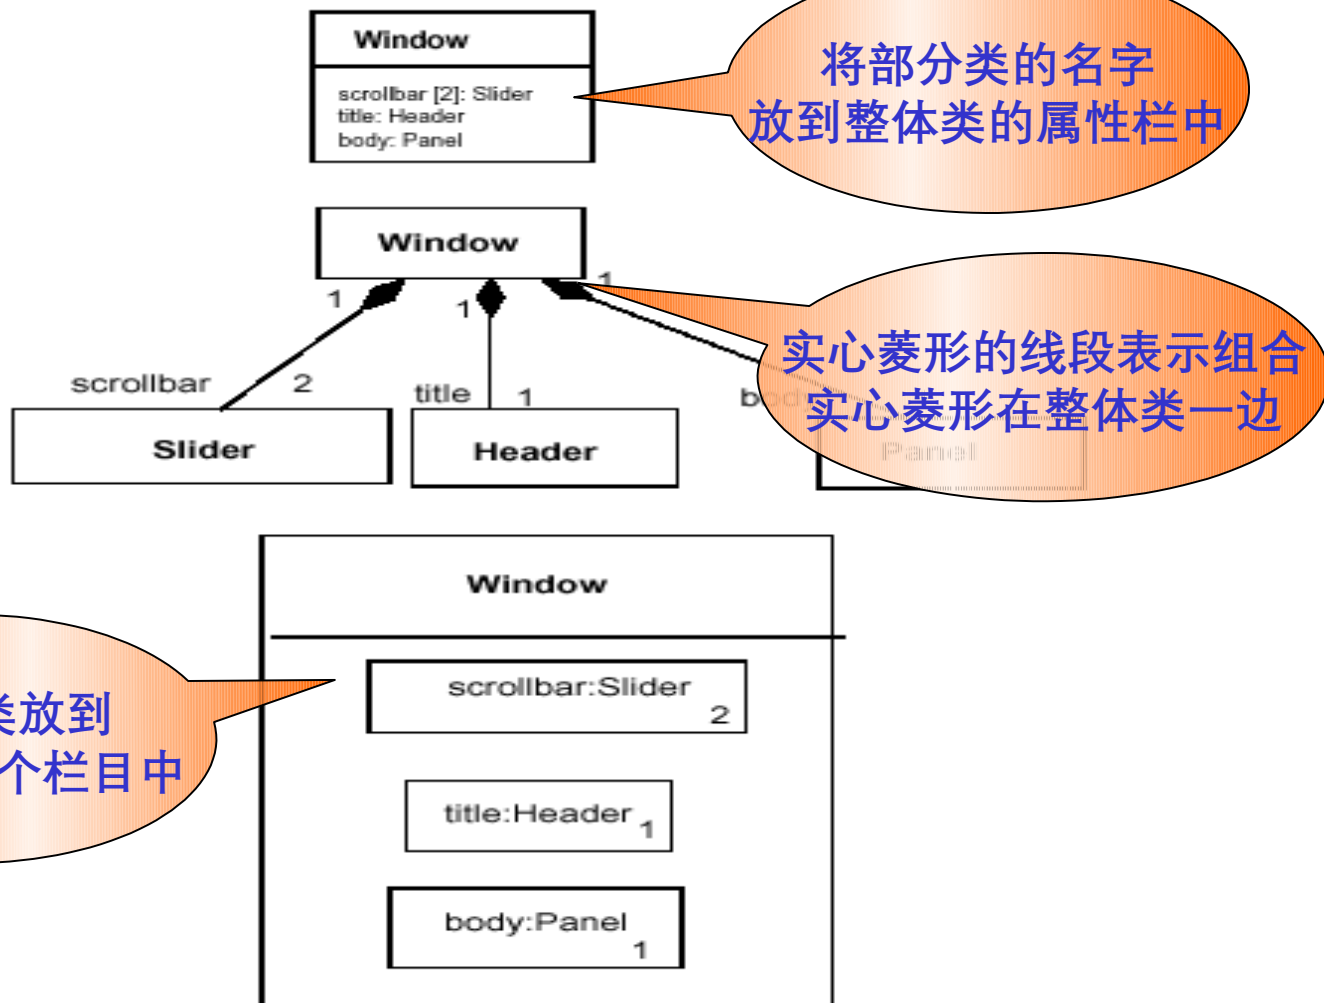 Window
scrollbar [2]: Slider
title: Header
body: Panel
将部分类的名字
放到整体类的属性栏中
Window
1
1
1
实心菱形的线段表示组合
实心菱形在整体类一边
scrollbar
2
title
1
body
Slider
Header
Panel
Window
scrollbar:Slider
2
类放到
个栏目中
title:Header
1
body:Panel
1